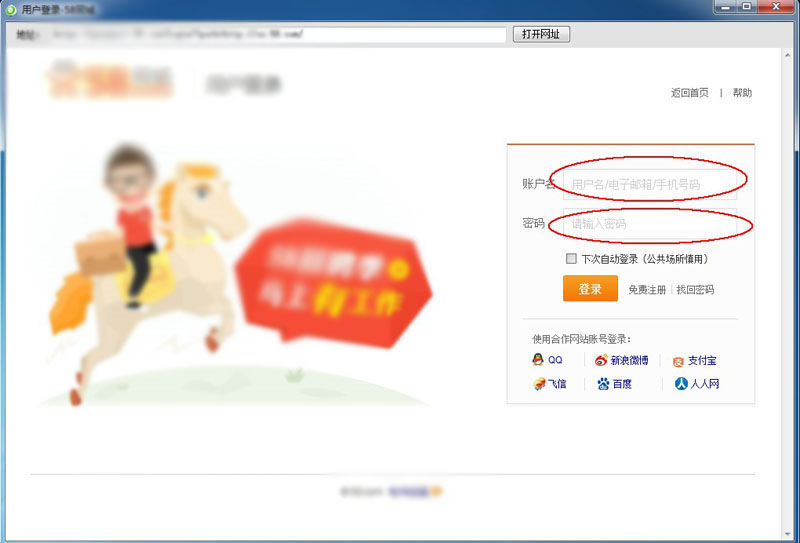 用户登录-58同城
地址:
打开网址
用户登录
返回首页 | 帮助
58招聘季
马上有工作
账户名 用户名/电子邮箱/手机号码
密码 请输入密码
下次自动登录（公共场所慎用）
登录 免费注册 | 找回密码
使用合作网站账号登录：
QQ 新浪微博 支付宝
飞信 百度 人人网